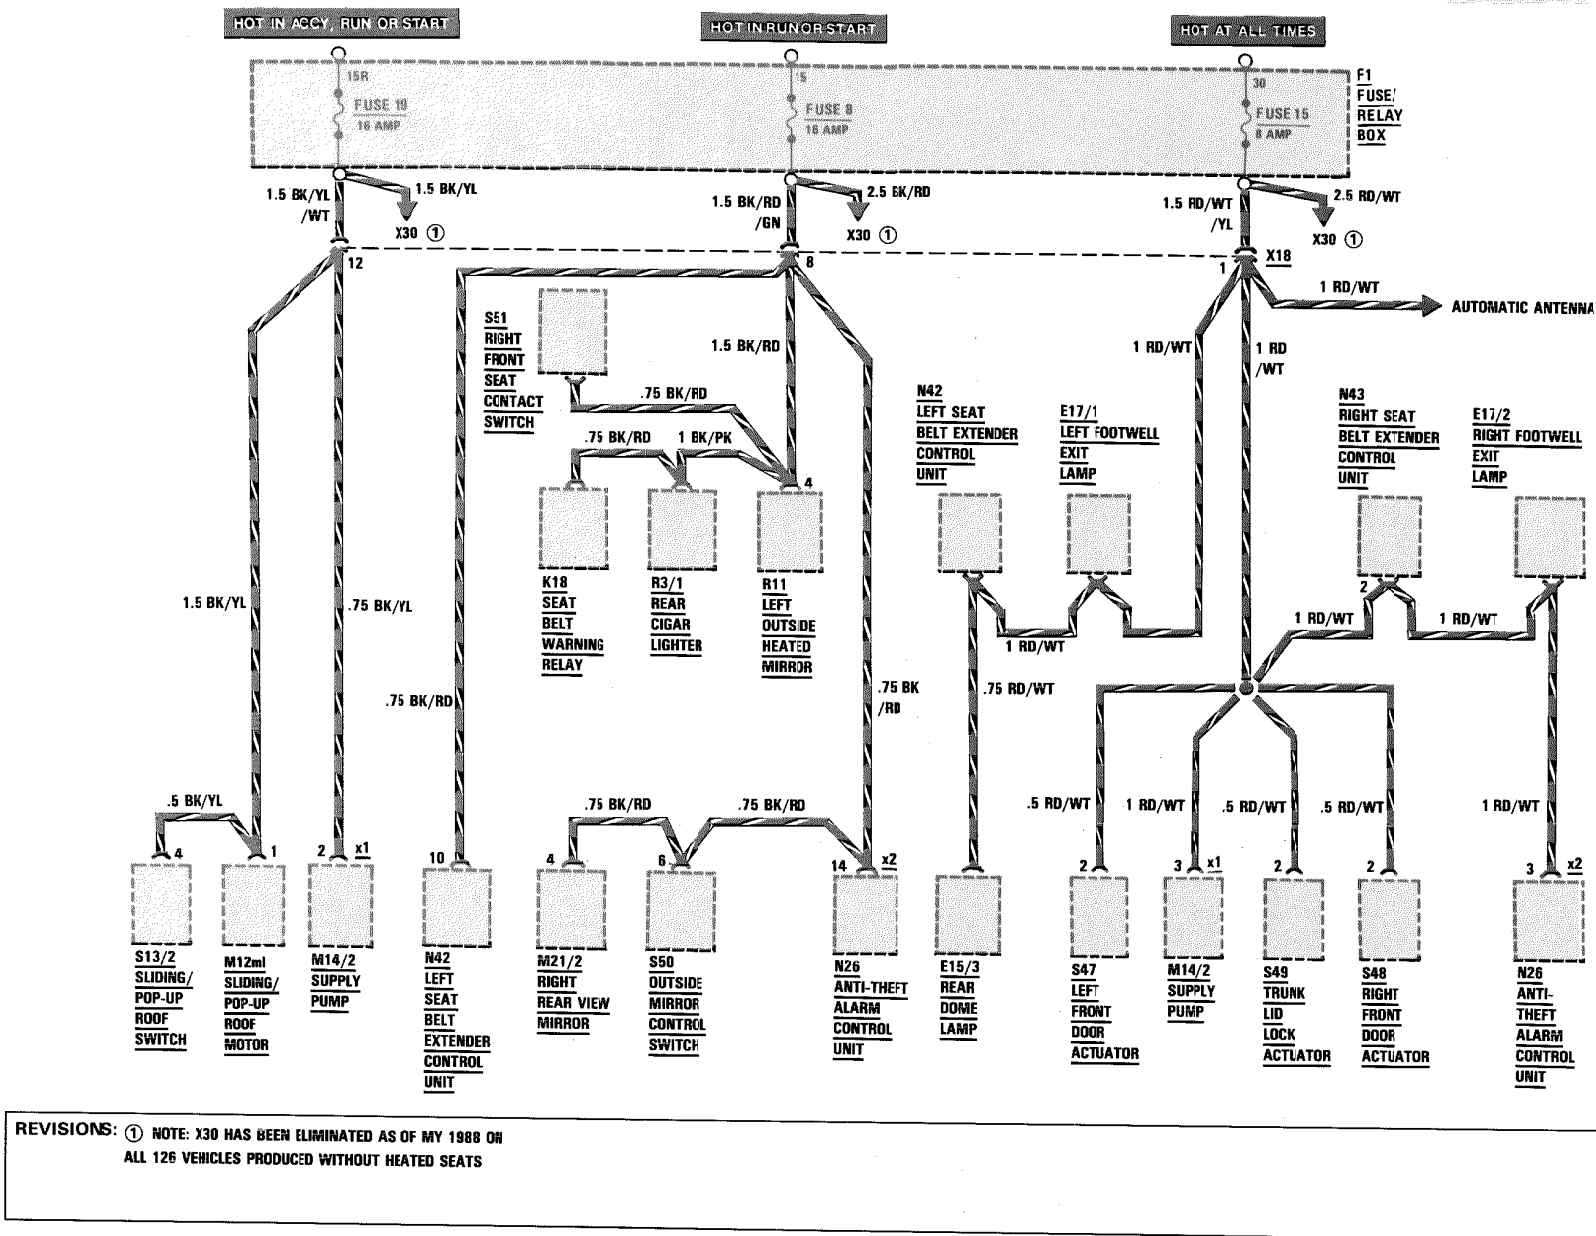 HOT IN ACCY, RUN OR START
HOT IN RUN OR START
HOT AT ALL TIMES
15R
FUSE 19
16 AMP
5
FUSE 8
16 AMP
30
FUSE 15
8 AMP
F1
FUSE/
RELAY
BOX
1.5 BK/YL
/WT
1.5 BK/YL
X30 ①
1.5 BK/RD
/GN
2.5 BK/RD
X30 ①
1.5 RD/WT
/YL
2.5 RD/WT
X30 ①
12
8
1
X18
1 RD/WT
AUTOMATIC ANTENNA
S51
RIGHT
FRONT
SEAT
CONTACT
SWITCH
1.5 BK/RD
.75 BK/RD
.75 BK/RD
1 BK/PK
4
1 RD/WT
1 RD
/WT
N42
LEFT SEAT
BELT EXTENDER
CONTROL
UNIT
E17/1
LEFT FOOTWELL
EXIT
LAMP
N43
RIGHT SEAT
BELT EXTENDER
CONTROL
UNIT
E17/2
RIGHT FOOTWELL
EXIT
LAMP
K18
SEAT
BELT
WARNING
RELAY
R3/1
REAR
CIGAR
LIGHTER
R11
LEFT
OUTSIDE
HEATED
MIRROR
1.5 BK/YL
.75 BK/YL
2
1 RD/WT
1 RD/WT
1 RD/WT
.75 BK/RD
.75 BK
/RD
.75 RD/WT
.5 BK/YL
.75 BK/RD
.75 BK/RD
.5 RD/WT
1 RD/WT
.5 RD/WT
.5 RD/WT
1 RD/WT
4
1
2
x1
10
4
6
14
x2
2
3
x1
2
2
3
x2
S13/2
SLIDING/
POP-UP
ROOF
SWITCH
M12ml
SLIDING/
POP-UP
ROOF
MOTOR
M14/2
SUPPLY
PUMP
N42
LEFT
SEAT
BELT
EXTENDER
CONTROL
UNIT
M21/2
RIGHT
REAR VIEW
MIRROR
S50
OUTSIDE
MIRROR
CONTROL
SWITCH
N26
ANTI-THEFT
ALARM
CONTROL
UNIT
E15/3
REAR
DOME
LAMP
S47
LEFT
FRONT
DOOR
ACTUATOR
M14/2
SUPPLY
PUMP
S49
TRUNK
LID
LOCK
ACTUATOR
S48
RIGHT
FRONT
DOOR
ACTUATOR
N26
ANTI-
THEFT
ALARM
CONTROL
UNIT
REVISIONS: ① NOTE: X30 HAS BEEN ELIMINATED AS OF MY 1988 ON
ALL 126 VEHICLES PRODUCED WITHOUT HEATED SEATS